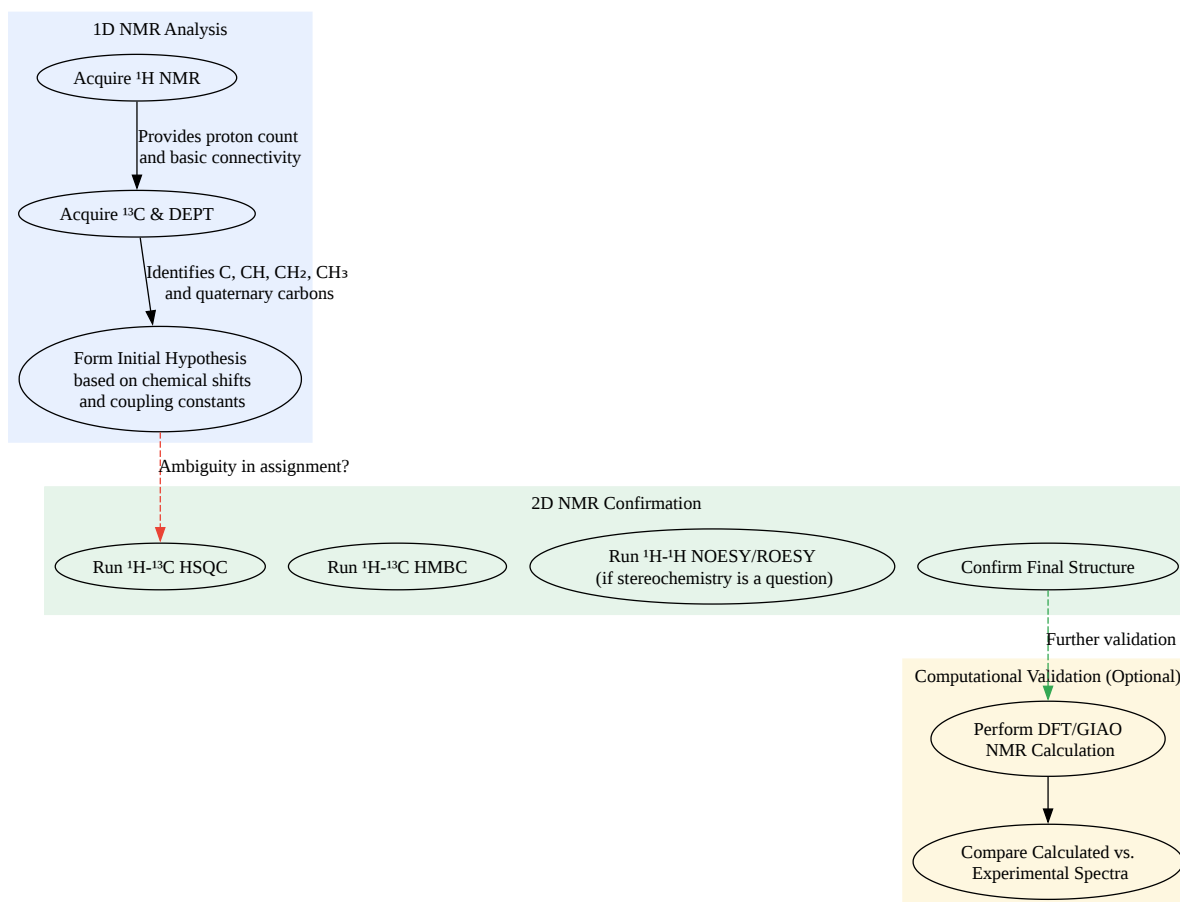 1D NMR Analysis
Acquire ¹H NMR
Provides proton count
and basic connectivity
Acquire ¹³C & DEPT
Identifies C, CH, CH₂, CH₃
and quaternary carbons
Form Initial Hypothesis
based on chemical shifts
and coupling constants
Ambiguity in assignment?
2D NMR Confirmation
Run ¹H-¹³C HSQC
Run ¹H-¹³C HMBC
Run ¹H-¹H NOESY/ROESY
(if stereochemistry is a question)
Confirm Final Structure
Further validation
Computational Validation (Optional)
Perform DFT/GIAO
NMR Calculation
Compare Calculated vs.
Experimental Spectra